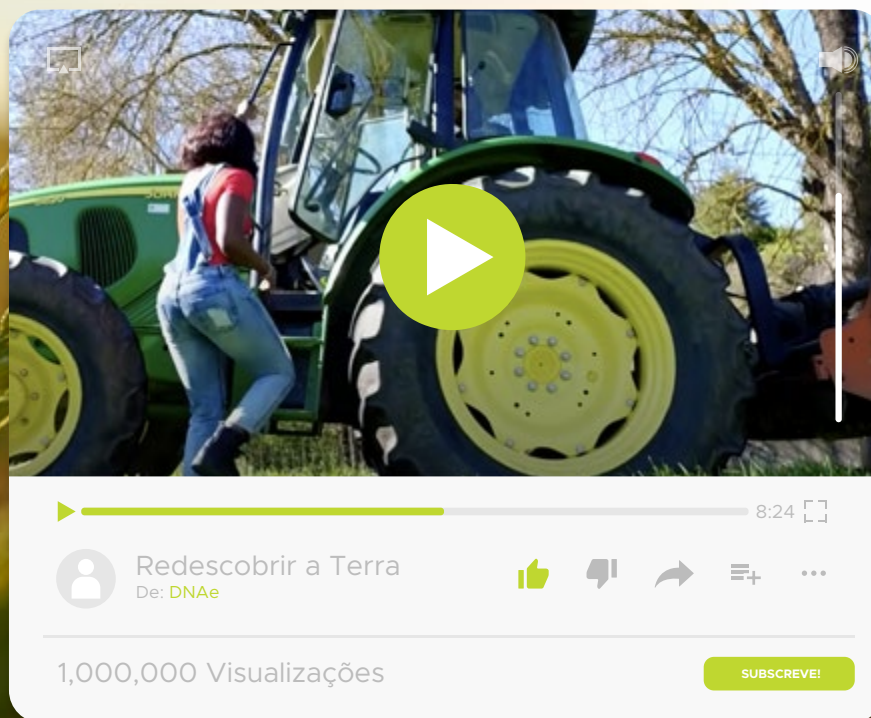 8:24
Redescobrir a Terra
De: DNAe
1,000,000 Visualizações
SUBSCREVE!